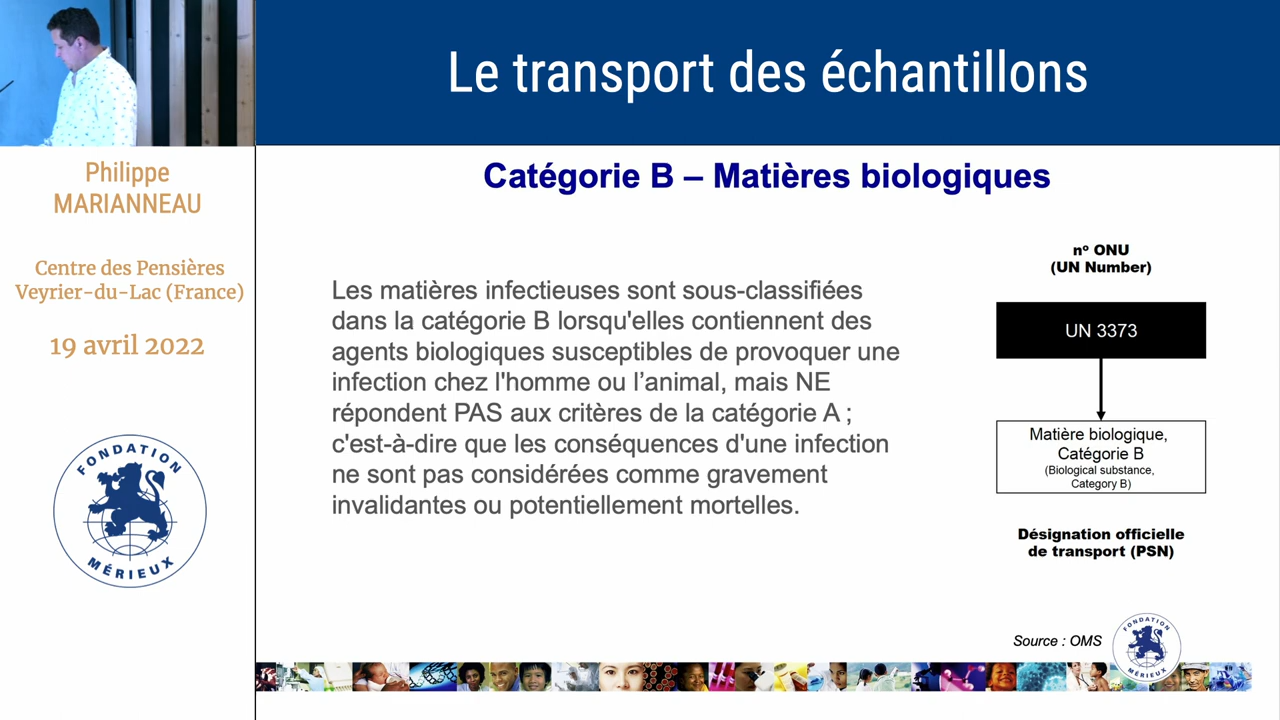 Le transport des échantillons
Philippe
MARIANNEAU
Centre des Pensières
Veyrier-du-Lac (France)
19 avril 2022
FONDATION
MÉRIEUX
Catégorie B – Matières biologiques
Les matières infectieuses sont sous-classifiées
dans la catégorie B lorsqu'elles contiennent des
agents biologiques susceptibles de provoquer une
infection chez l'homme ou l’animal, mais NE
répondent PAS aux critères de la catégorie A ;
c'est-à-dire que les conséquences d'une infection
ne sont pas considérées comme gravement
invalidantes ou potentiellement mortelles.
nº ONU
(UN Number)
UN 3373
Matière biologique,
Catégorie B
(Biological substance,
Category B)
Désignation officielle
de transport (PSN)
Source : OMS
FONDATION
MÉRIEUX